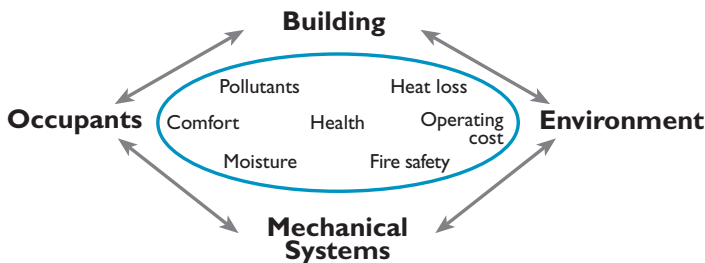 Building
Pollutants
Heat loss
Occupants
Comfort
Health
Operating
cost
Environment
Moisture
Fire safety
Mechanical
Systems